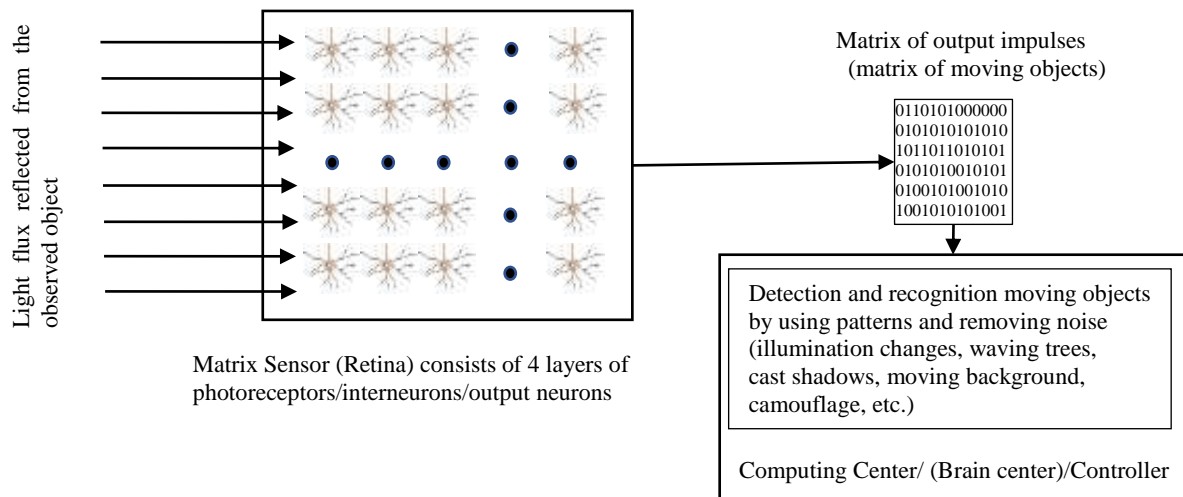 Light flux reflected from the
observed object
Matrix Sensor (Retina) consists of 4 layers of
photoreceptors/interneurons/output neurons
Matrix of output impulses
(matrix of moving objects)
0110101000000
0101010101010
1011011010101
0101010010101
0100101001010
1001010101001
Detection and recognition moving objects
by using patterns and removing noise
(illumination changes, waving trees,
cast shadows, moving background,
camouflage, etc.)
Computing Center/ (Brain center)/Controller